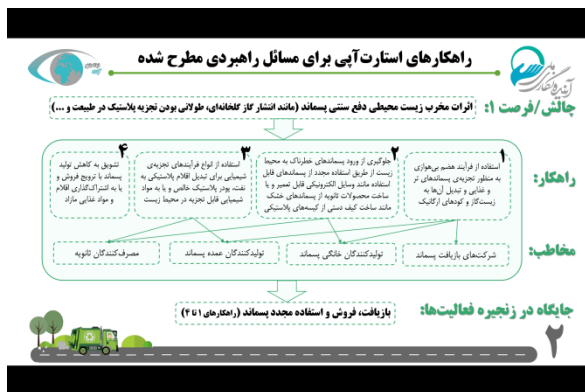 راهکارهای استارت‌آپی برای مسائل راهبردی مطرح شده
چالش/فرصت ۱:
اثرات مخرب زیست محیطی دفع سنتی پسماند (مانند انتشار گاز گلخانه‌ای، طولانی بودن تجزیه پلاستیک در طبیعت و ...)
راهکار:
۱
استفاده از فرآیند هضم بی‌هوازی
به منظور تجزیه‌ی پسماندهای تر
و غذایی و تبدیل آن‌ها به
زیست‌گاز و کودهای ارگانیک
۲
جلوگیری از ورود پسماندهای خطرناک به محیط
زیست از طریق استفاده مجدد از پسماندهای قابل
استفاده مانند وسایل الکترونیکی قابل تعمیر و یا
ساخت محصولات ثانویه از پسماندهای خشک
مانند ساخت کیف دستی از کیسه‌های پلاستیکی
۳
استفاده از انواع فرآیندهای تجزیه‌ی
شیمیایی برای تبدیل اقلام پلاستیکی به
نفت، پودر پلاستیک خالص و یا به مواد
شیمیایی قابل تجزیه در محیط زیست
۴
تشویق به کاهش تولید
پسماند با ترویج فروش و
یا به اشتراک‌گذاری اقلام
و مواد غذایی مازاد
مخاطب:
شرکت‌های بازیافت پسماند
تولیدکنندگان خانگی پسماند
تولیدکنندگان عمده پسماند
مصرف‌کنندگان ثانویه
جایگاه در زنجیره فعالیت‌ها:
بازیافت، فروش و استفاده مجدد پسماند (راهکارهای ۱ تا ۴)
۲